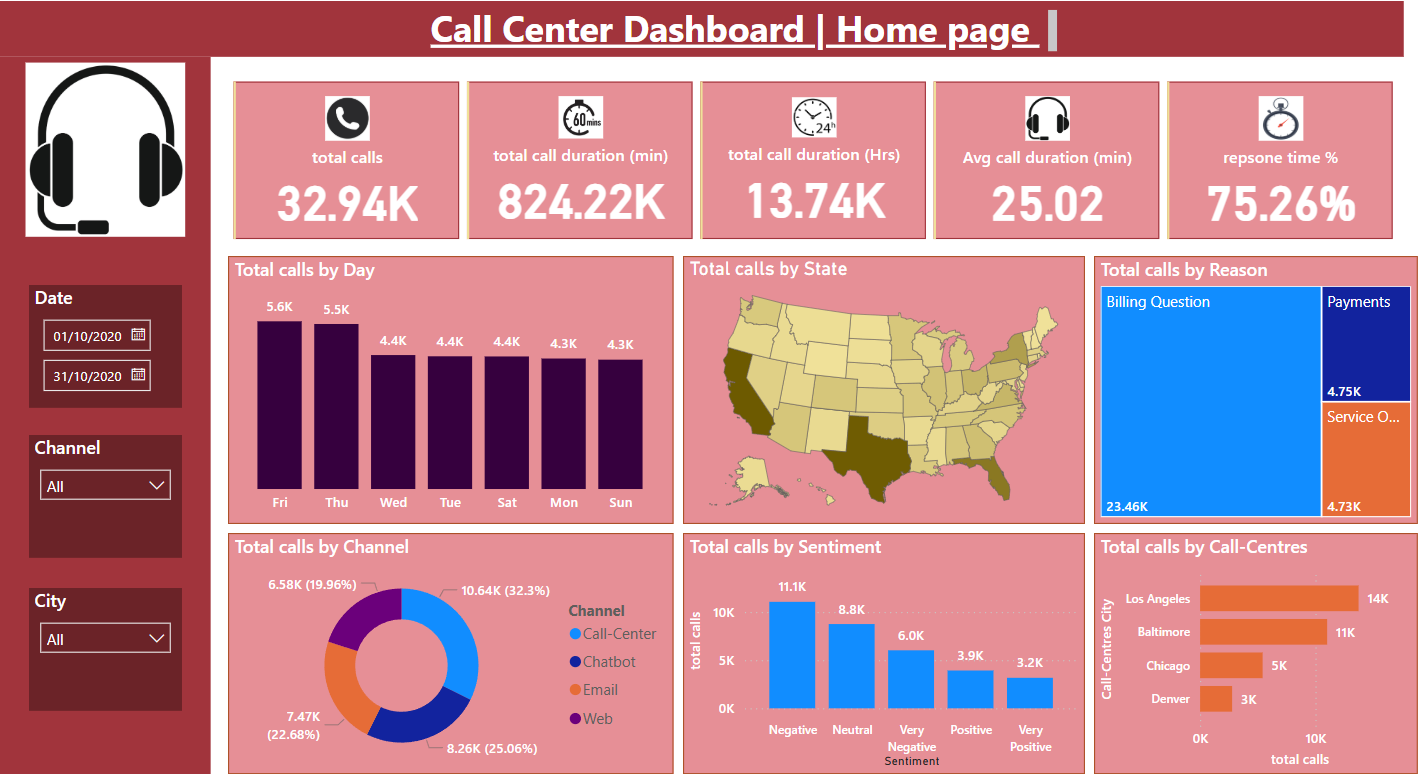 Call Center Dashboard | Home page
Date
01/10/2020
31/10/2020
Channel
All
City
All
total calls
32.94K
60 mins
total call duration (min)
824.22K
24h
total call duration (Hrs)
13.74K
Avg call duration (min)
25.02
repsone time %
75.26%
Total calls by Day
5.6K
5.5K
4.4K
4.4K
4.4K
4.3K
4.3K
Fri
Thu
Wed
Tue
Sat
Mon
Sun
Total calls by State
Total calls by Reason
Billing Question
23.46K
Payments
4.75K
Service O...
4.73K
Total calls by Channel
6.58K (19.96%)
10.64K (32.3%)
7.47K
(22.68%)
8.26K (25.06%)
Channel
Call-Center
Chatbot
Email
Web
Total calls by Sentiment
total calls
10K
5K
0K
11.1K
8.8K
6.0K
3.9K
3.2K
Negative
Neutral
Very
Negative
Positive
Very
Positive
Sentiment
Total calls by Call-Centres
Call-Centres City
Los Angeles
14K
Baltimore
11K
Chicago
5K
Denver
3K
0K
10K
total calls